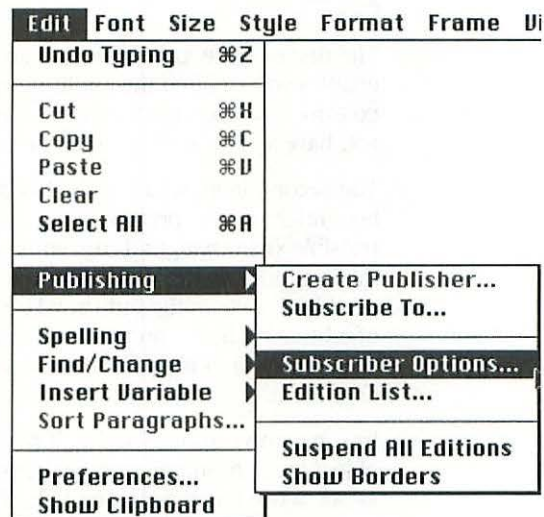 Edit Font Size Style Format Frame Vi
Undo Typing ⌘Z
Cut ⌘X
Copy ⌘C
Paste ⌘V
Clear
Select All ⌘A
Publishing
Create Publisher...
Subscribe To...
Spelling
Find/Change
Subscriber Options...
Insert Variable
Edition List...
Sort Paragraphs...
Suspend All Editions
Preferences...
Show Borders
Show Clipboard